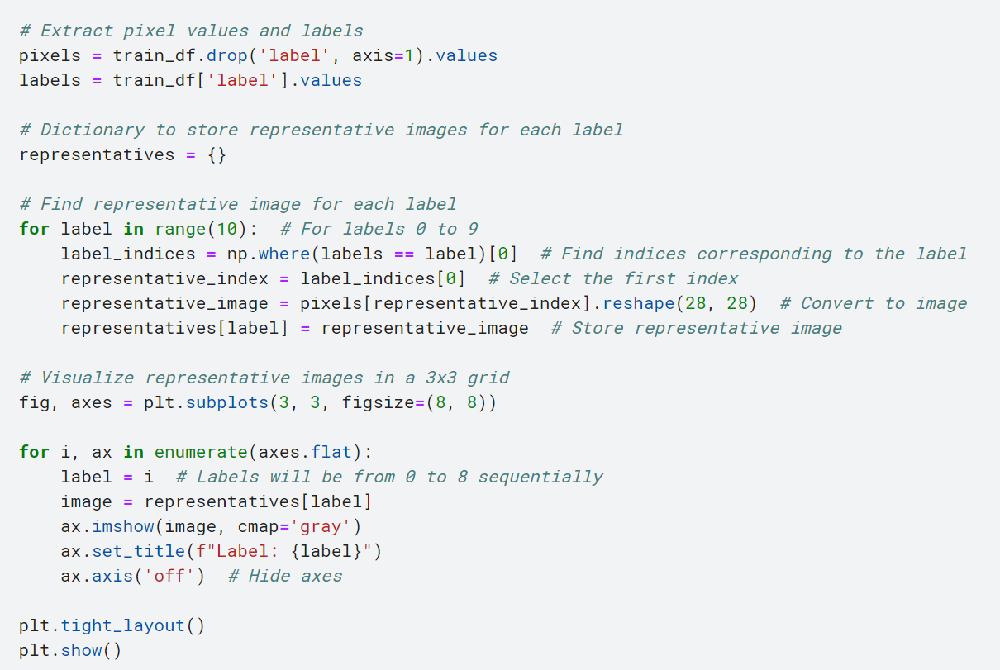 # Extract pixel values and labels
pixels = train_df.drop('label', axis=1).values
labels = train_df['label'].values
# Dictionary to store representative images for each label
representatives = {}
# Find representative image for each label
for label in range(10):  # For labels 0 to 9
    label_indices = np.where(labels == label)[0]  # Find indices corresponding to the label
    representative_index = label_indices[0]  # Select the first index
    representative_image = pixels[representative_index].reshape(28, 28)  # Convert to image
    representatives[label] = representative_image  # Store representative image
# Visualize representative images in a 3x3 grid
fig, axes = plt.subplots(3, 3, figsize=(8, 8))
for i, ax in enumerate(axes.flat):
    label = i  # Labels will be from 0 to 8 sequentially
    image = representatives[label]
    ax.imshow(image, cmap='gray')
    ax.set_title(f"Label: {label}")
    ax.axis('off')  # Hide axes
plt.tight_layout()
plt.show()